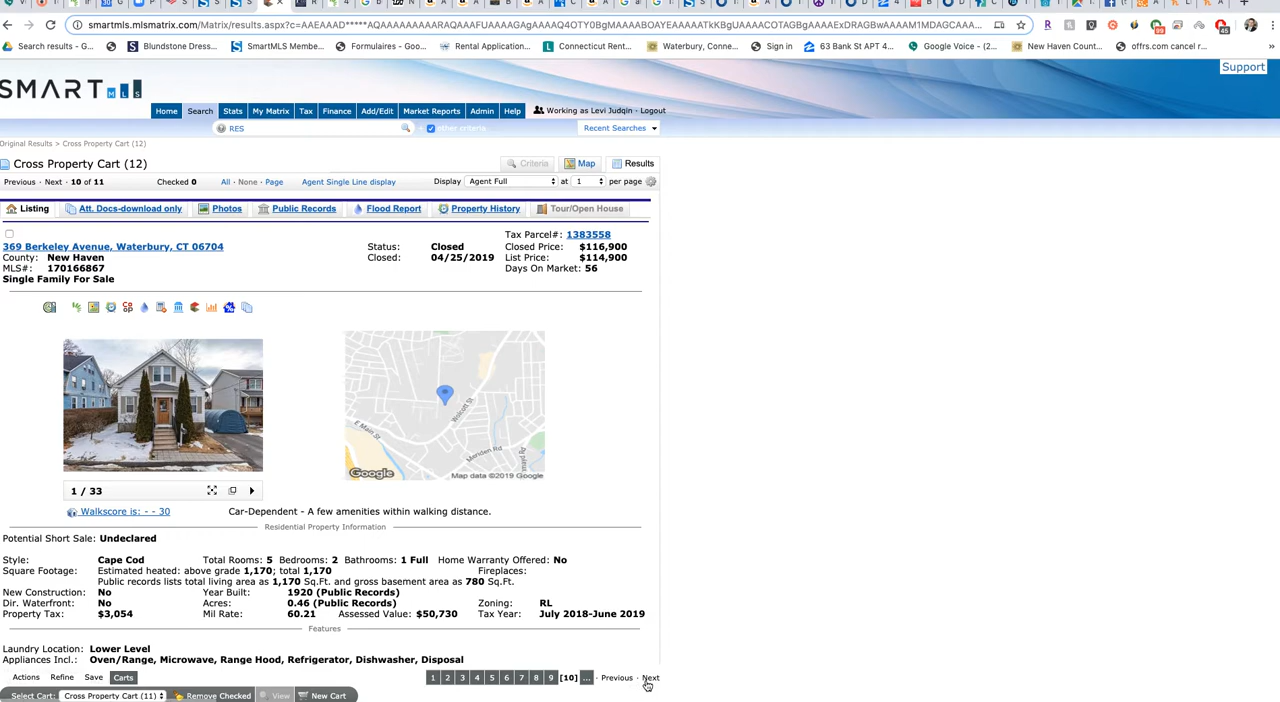 smartmls.mlsmatrix.com/Matrix/results.aspx?c=AAEAAAD*****AQAAAAAAAAARAQAAAFUAAAAGAgAAAAQ4OTY0BgMAAAABOAYEAAAAATkKBgUAAAACOTAGBgAAAAExDRAGBwAAAAM1MDAGCAAA...
Search results - G...
Blundstone Dress...
SmartMLS Membe...
Formulaires - Goo...
Rental Application...
Connecticut Rent...
Waterbury, Conne...
Sign in
63 Bank St APT 4...
Google Voice - (2...
New Haven Count...
offrs.com cancel r...
»
Support
SMART MLS
Home Search Stats My Matrix Tax Finance Add/Edit Market Reports Admin Help Working as Levi Judqin · Logout
RES + other criteria Recent Searches
Original Results > Cross Property Cart (12)
Cross Property Cart (12) Criteria Map Results
Previous · Next · 10 of 11 Checked 0 All · None · Page Agent Single Line display Display Agent Full at 1 per page
Listing Att. Docs-download only Photos Public Records Flood Report Property History Tour/Open House
Tax Parcel#: 1383558
369 Berkeley Avenue, Waterbury, CT 06704 Status: Closed Closed Price: $116,900
County: New Haven Closed: 04/25/2019 List Price: $114,900
MLS#: 170166867 Days On Market: 56
Single Family For Sale
Wolcott St
E Main St
Meriden Rd
Google Map data ©2019 Google
1 / 33
Walkscore is: - - 30 Car-Dependent - A few amenities within walking distance.
Residential Property Information
Potential Short Sale: Undeclared
Style: Cape Cod Total Rooms: 5 Bedrooms: 2 Bathrooms: 1 Full Home Warranty Offered: No
Square Footage: Estimated heated: above grade 1,170; total 1,170 Fireplaces:
Public records lists total living area as 1,170 Sq.Ft. and gross basement area as 780 Sq.Ft.
New Construction: No Year Built: 1920 (Public Records)
Dir. Waterfront: No Acres: 0.46 (Public Records) Zoning: RL
Property Tax: $3,054 Mil Rate: 60.21 Assessed Value: $50,730 Tax Year: July 2018-June 2019
Features
Laundry Location: Lower Level
Appliances Incl.: Oven/Range, Microwave, Range Hood, Refrigerator, Dishwasher, Disposal
Actions Refine Save Carts 1 2 3 4 5 6 7 8 9 [10] ... · Previous · Next
Select Cart: Cross Property Cart (11) Remove Checked View New Cart